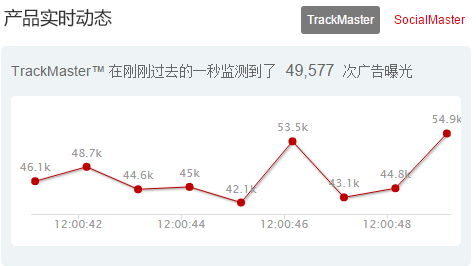 产品实时动态
TrackMaster SocialMaster
TrackMaster™ 在刚刚过去的一秒监测到了 49,577 次广告曝光
46.1k 48.7k 44.6k 45k 42.1k 53.5k 43.1k 44.8k 54.9k
12:00:42 12:00:44 12:00:46 12:00:48